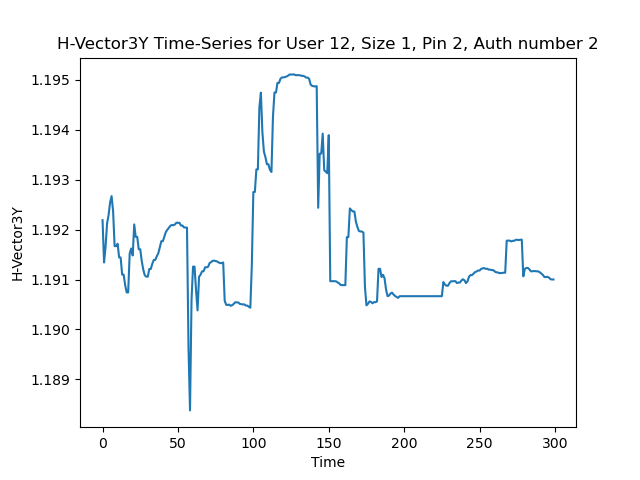 H-Vector3Y Time-Series for User 12, Size 1, Pin 2, Auth number 2
1.195
1.194
1.193
1.192
1.191
1.190
1.189
H-Vector3Y
0 50 100 150 200 250 300
Time